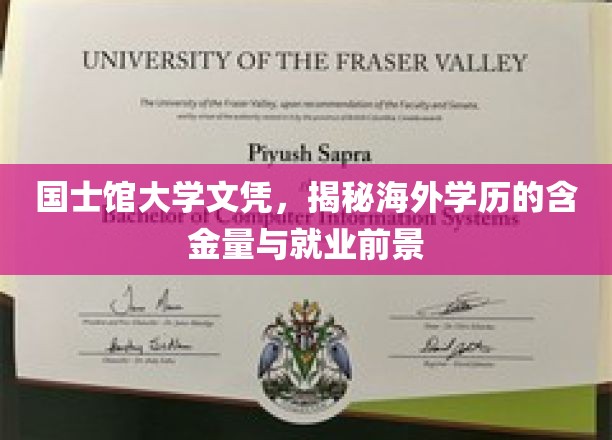 UNIVERSITY OF THE FRASER VALLEY
The University of the Fraser Valley, upon recommendation of the Faculty and Senate,
Piyush Sapra
国士馆大学文凭，揭秘海外学历的含
Bachelor of Computer Information Systems
金量与就业前景